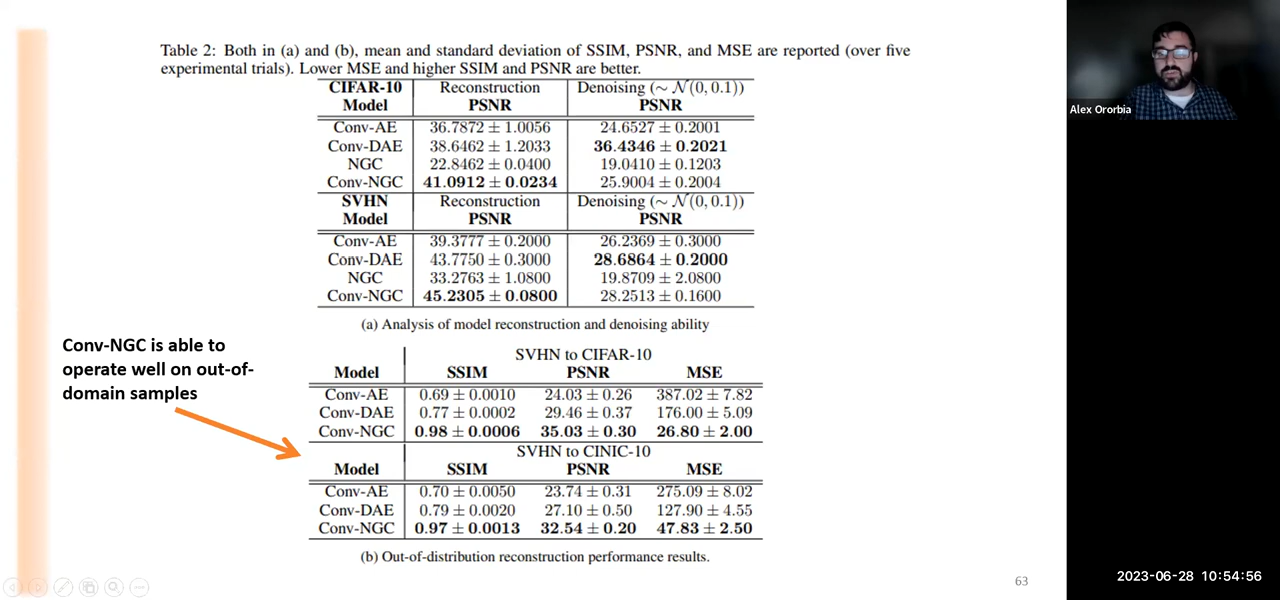 Table 2: Both in (a) and (b), mean and standard deviation of SSIM, PSNR, and MSE are reported (over five
experimental trials). Lower MSE and higher SSIM and PSNR are better.
CIFAR-10 Reconstruction Denoising (∼ 𝒩(0, 0.1))
Model PSNR PSNR
Conv-AE 36.7872 ± 1.0056 24.6527 ± 0.2001
Conv-DAE 38.6462 ± 1.2033 36.4346 ± 0.2021
NGC 22.8462 ± 0.0400 19.0410 ± 0.1203
Conv-NGC 41.0912 ± 0.0234 25.9004 ± 0.2004
SVHN Reconstruction Denoising (∼ 𝒩(0, 0.1))
Model PSNR PSNR
Conv-AE 39.3777 ± 0.2000 26.2369 ± 0.3000
Conv-DAE 43.7750 ± 0.3000 28.6864 ± 0.2000
NGC 33.2763 ± 1.0800 19.8709 ± 2.0800
Conv-NGC 45.2305 ± 0.0800 28.2513 ± 0.1600
(a) Analysis of model reconstruction and denoising ability
Conv-NGC is able to
operate well on out-of-
domain samples
SVHN to CIFAR-10
Model SSIM PSNR MSE
Conv-AE 0.69 ± 0.0010 24.03 ± 0.26 387.02 ± 7.82
Conv-DAE 0.77 ± 0.0002 29.46 ± 0.37 176.00 ± 5.09
Conv-NGC 0.98 ± 0.0006 35.03 ± 0.30 26.80 ± 2.00
SVHN to CINIC-10
Model SSIM PSNR MSE
Conv-AE 0.70 ± 0.0050 23.74 ± 0.31 275.09 ± 8.02
Conv-DAE 0.79 ± 0.0020 27.10 ± 0.50 127.90 ± 4.55
Conv-NGC 0.97 ± 0.0013 32.54 ± 0.20 47.83 ± 2.50
(b) Out-of-distribution reconstruction performance results.
63
Alex Ororbia
2023-06-28 10:54:56